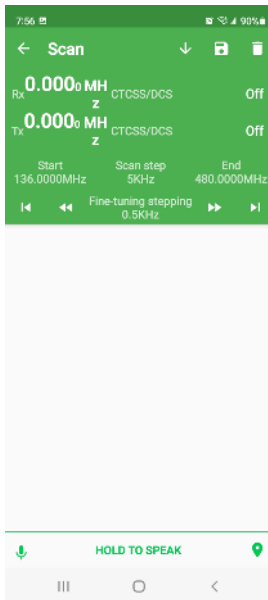 7:56 90%
Scan
Rx 0.0000 MHz CTCSS/DCS Off
Tx 0.0000 MHz CTCSS/DCS Off
Start Scan step End
136.0000MHz 5KHz 480.0000MHz
Fine-tuning stepping
0.5KHz
HOLD TO SPEAK